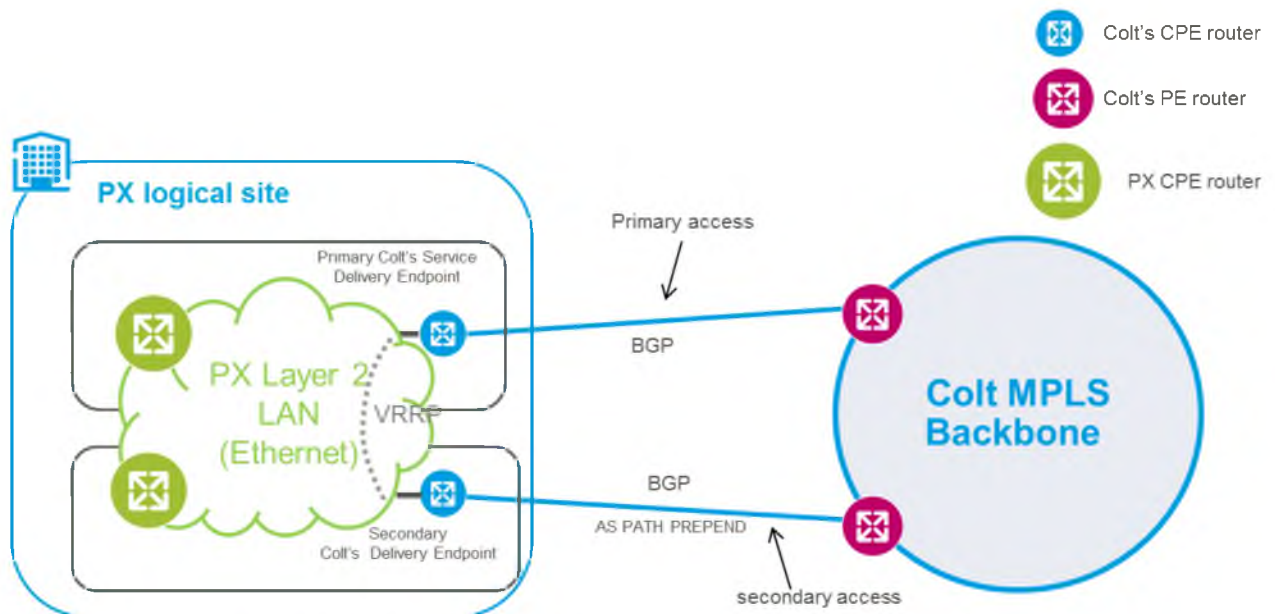 Colt's CPE router
Colt's PE router
PX CPE router
PX logical site
Primary Colt's Service
Delivery Endpoint
PX Layer 2
LAN
(Ethernet)
VRRP
Secondary
Colt's Delivery Endpoint
Primary access
BGP
BGP
AS PATH PREPEND
secondary access
Colt MPLS
Backbone